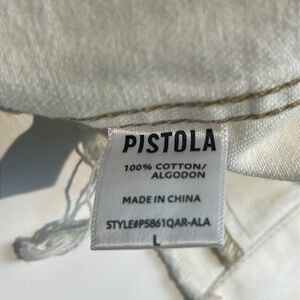 PISTOLA
100% COTTON/
ALGODON
MADE IN CHINA
STYLE#P5861QAR-ALA
L